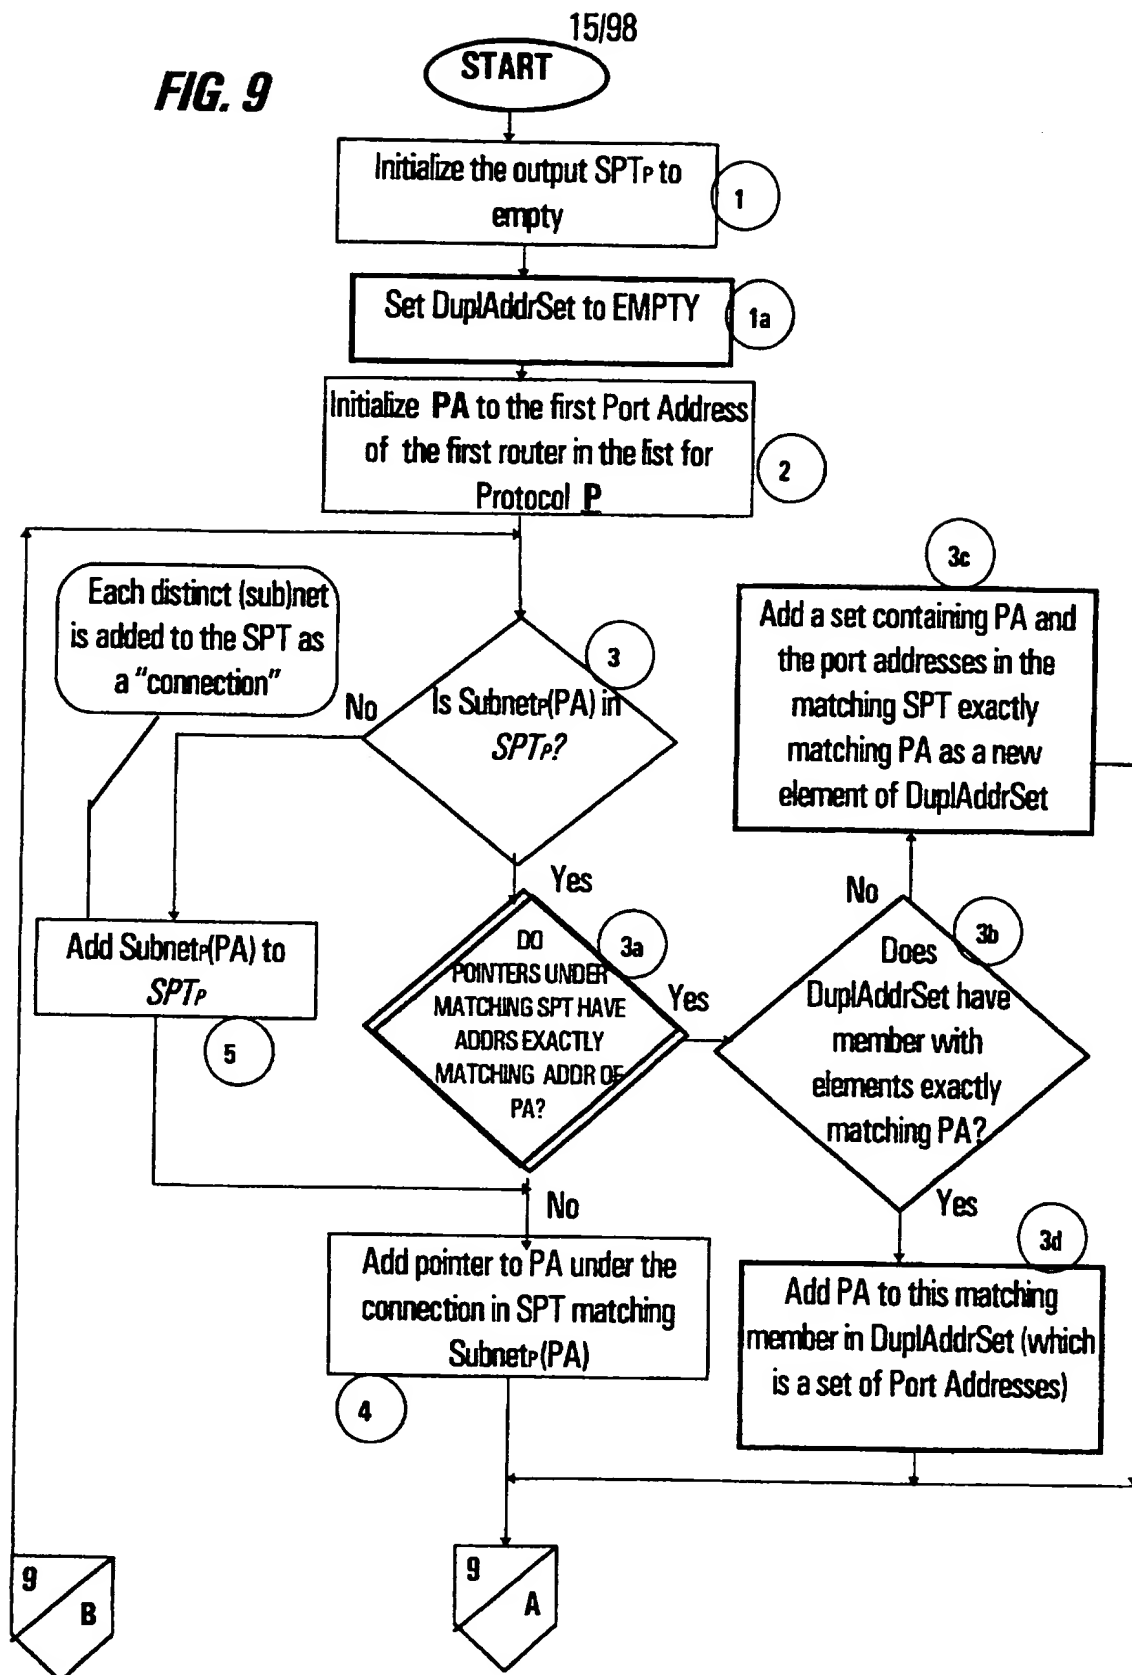 15/98
FIG. 9
START
Initialize the output SPTP to
empty
1
Set DuplAddrSet to EMPTY
1a
Initialize PA to the first Port Address
of the first router in the list for
Protocol P
2
Each distinct (sub)net
is added to the SPT as
a "connection"
No
3
Is SubnetP(PA) in
SPTP?
Yes
3c
Add a set containing PA and
the port addresses in the
matching SPT exactly
matching PA as a new
element of DuplAddrSet
Add SubnetP(PA) to
SPTP
5
3a
DO
POINTERS UNDER
MATCHING SPT HAVE
ADDRS EXACTLY
MATCHING ADDR OF
PA?
Yes
No
No
3b
Does
DuplAddrSet have
member with
elements exactly
matching PA?
Yes
Add pointer to PA under the
connection in SPT matching
SubnetP(PA)
4
3d
Add PA to this matching
member in DuplAddrSet (which
is a set of Port Addresses)
9
B
9
A